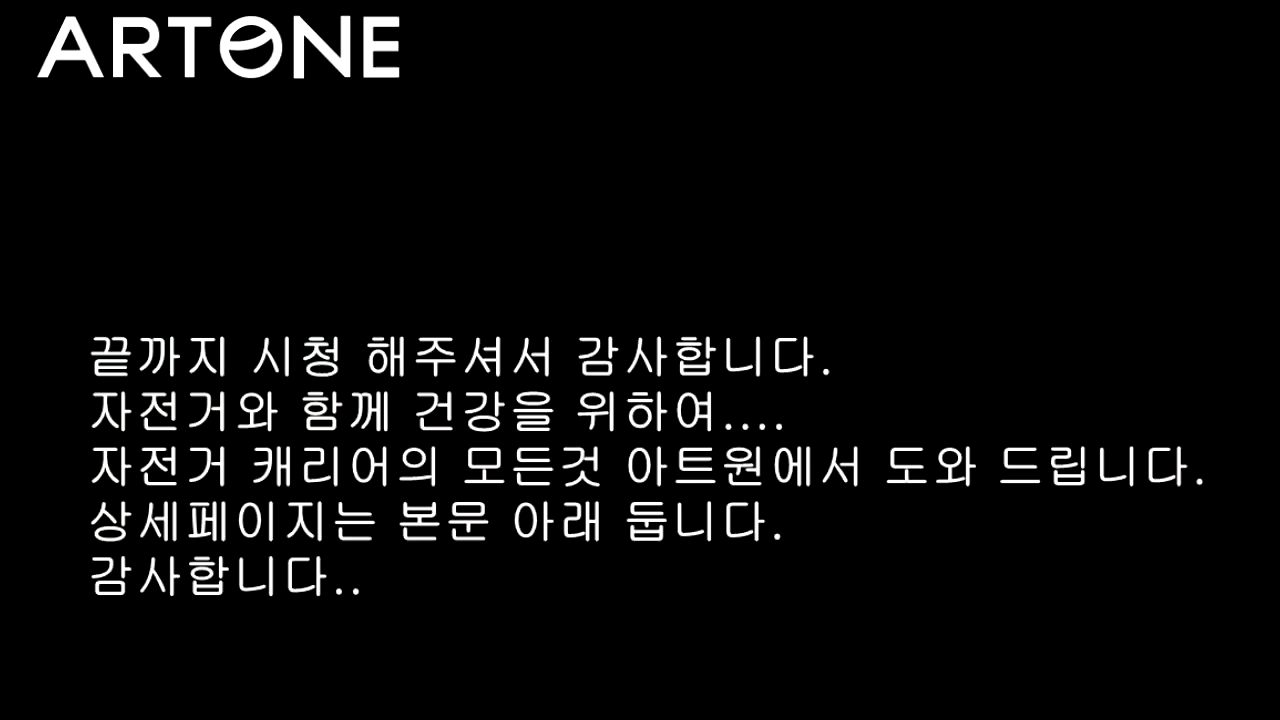 ARTONE
끝까지 시청 해주셔서 감사합니다.
자전거와 함께 건강을 위하여....
자전거 캐리어의 모든것 아트원에서 도와 드립니다.
상세페이지는 본문 아래 둡니다.
감사합니다..